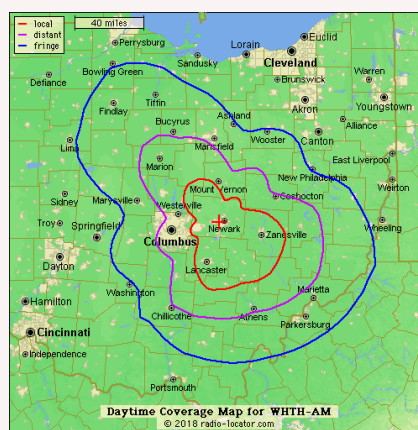 local
distant
fringe
40 miles
Euclid
Perrysburg
Lorain
Cleveland
Sandusky
Bowling Green
Defiance
Brunswick
Warren
Tiffin
Akron
Youngstown
Findlay
Ashland
Bucyrus
Alliance
Wooster
Canton
Lima
Mansfield
East Liverpool
Marion
New Philadelphia
Weirton
Mount Vernon
Coshocton
Sidney
Marysville
Westerville
Troy
Springfield
Newark
Wheeling
Columbus
Zanesville
Dayton
Lancaster
Washington
Marietta
Hamilton
Chillicothe
Athens
Parkersburg
Cincinnati
Independence
Portsmouth
Daytime Coverage Map for WHTH-AM
© 2018 radio-locator.com